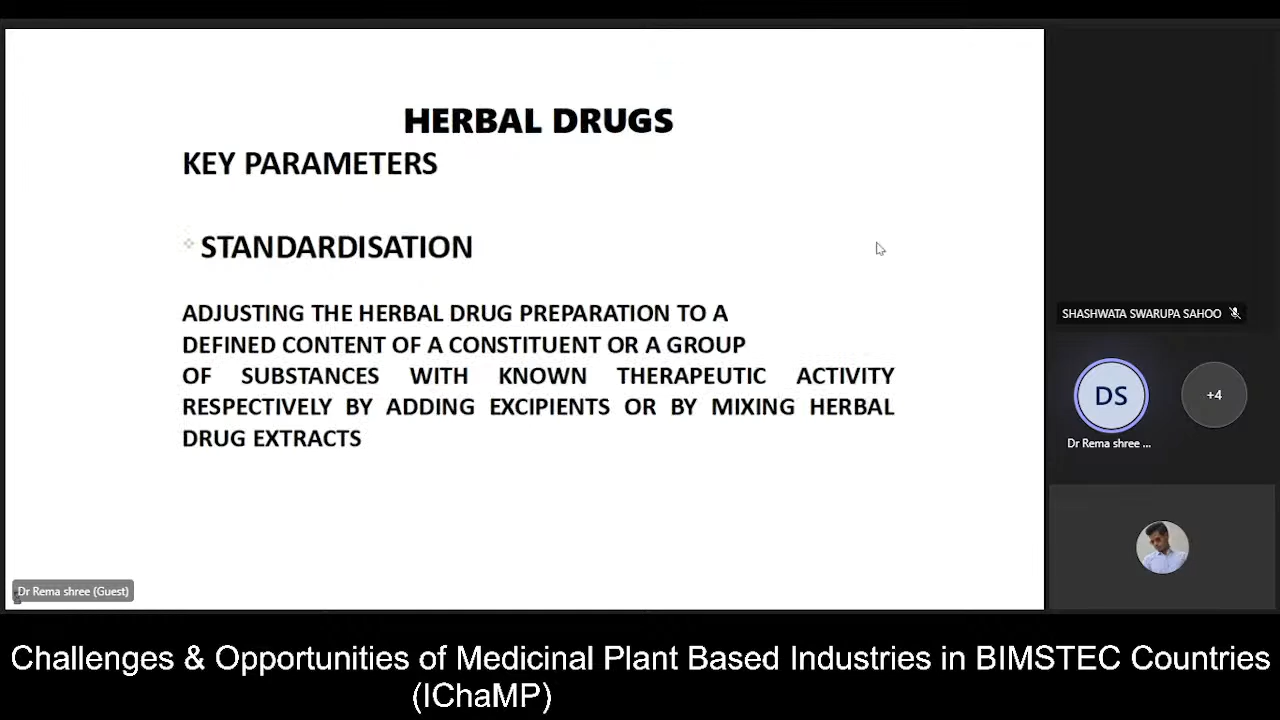 HERBAL DRUGS
KEY PARAMETERS
STANDARDISATION
ADJUSTING THE HERBAL DRUG PREPARATION TO A
DEFINED CONTENT OF A CONSTITUENT OR A GROUP
OF SUBSTANCES WITH KNOWN THERAPEUTIC ACTIVITY
RESPECTIVELY BY ADDING EXCIPIENTS OR BY MIXING HERBAL
DRUG EXTRACTS
SHASHWATA SWARUPA SAHOO
DS
+4
Dr Rema shree ...
Dr Rema shree (Guest)
Challenges & Opportunities of Medicinal Plant Based Industries in BIMSTEC Countries
(IChaMP)